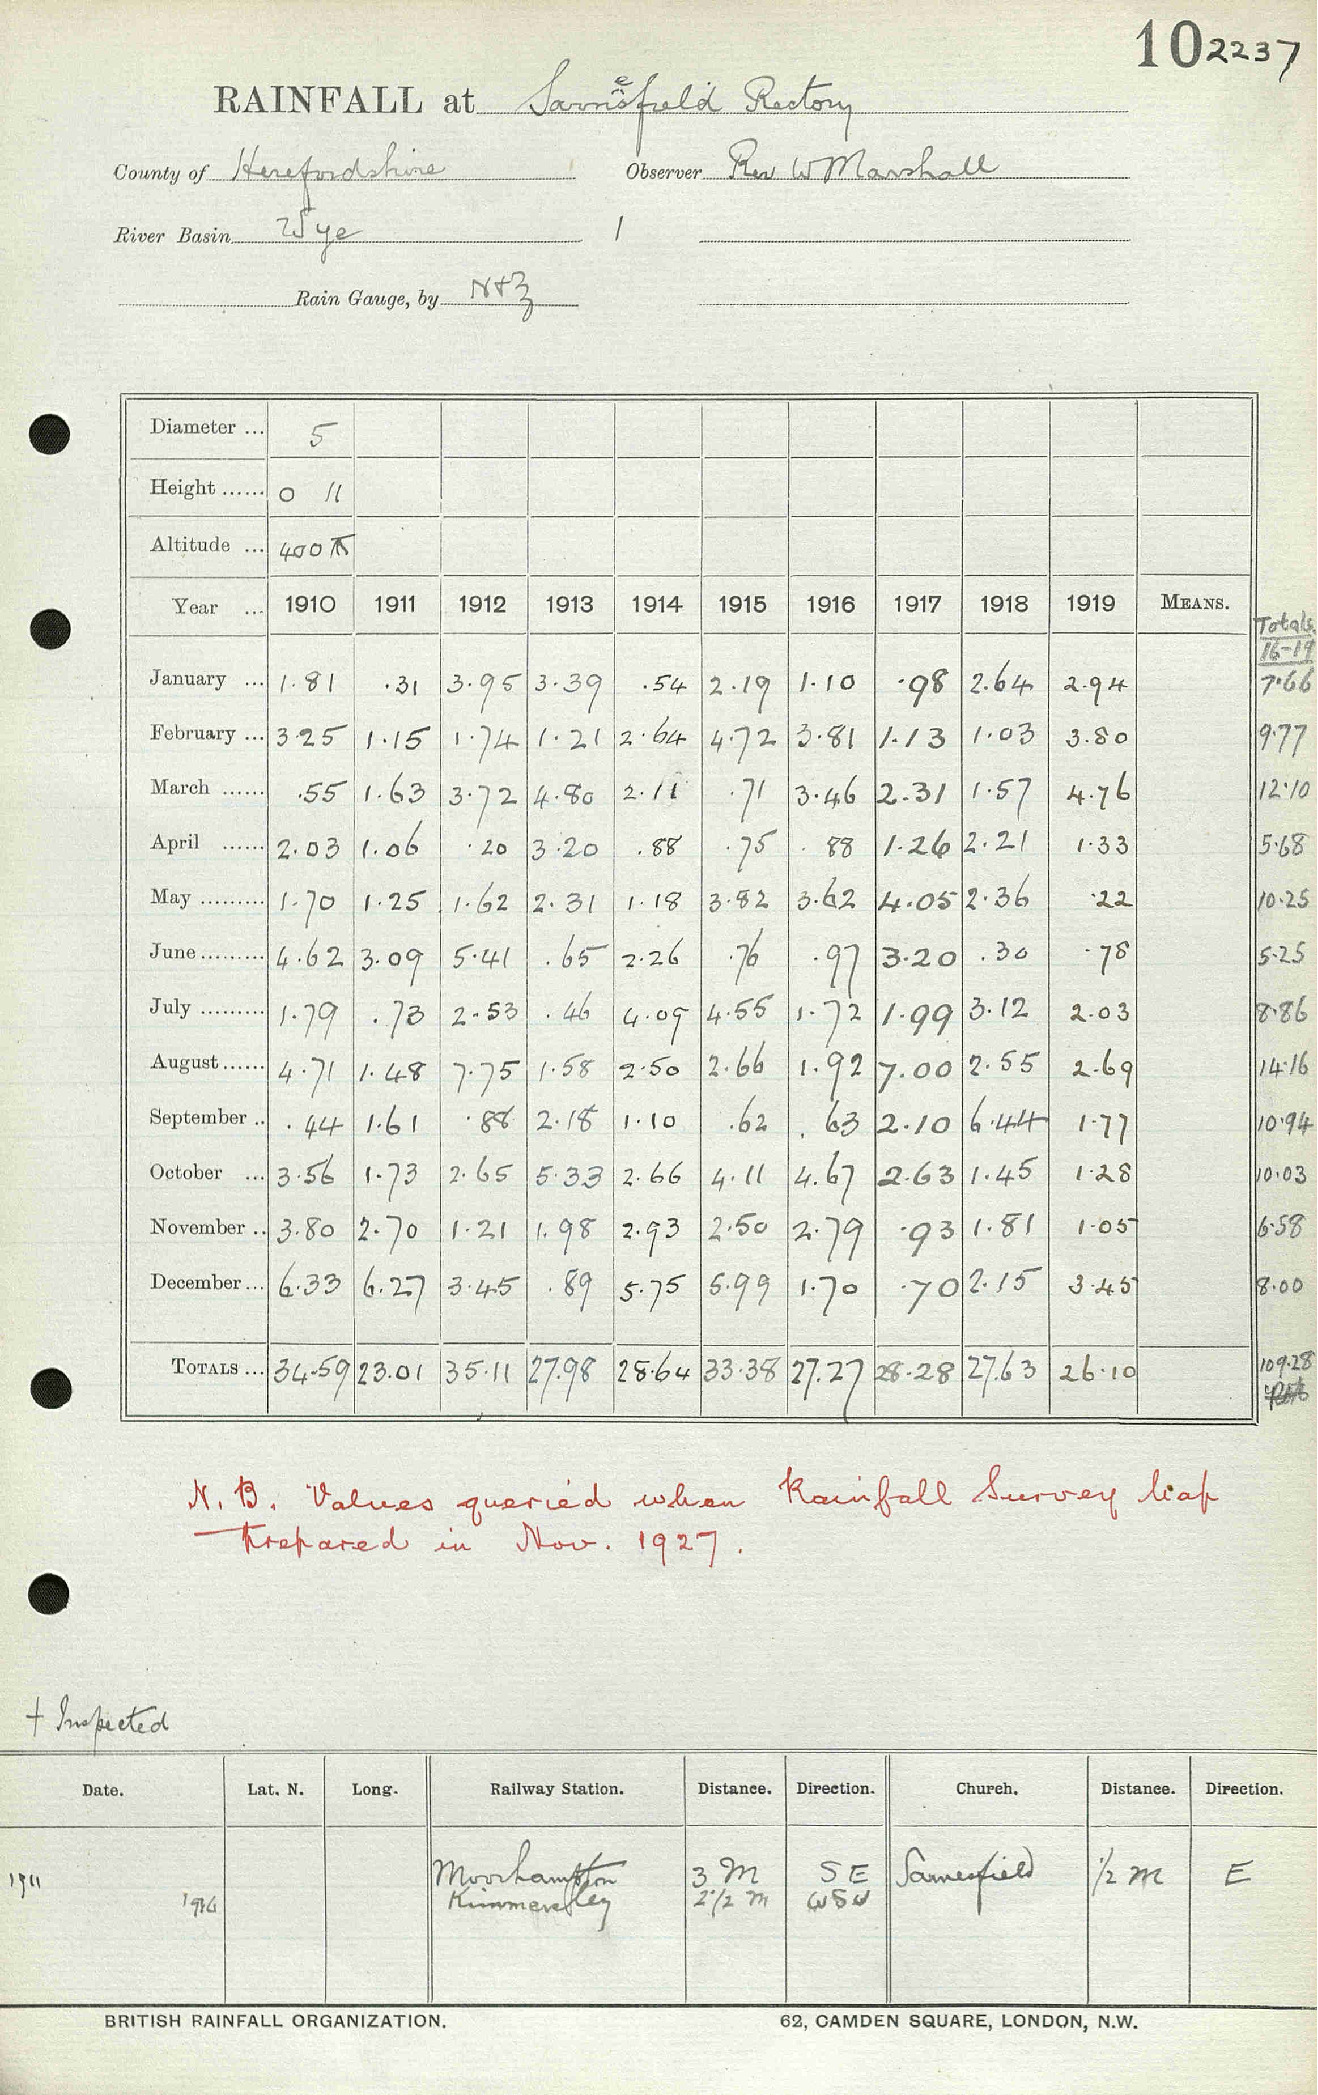 10 2237
RAINFALL at Sarnesfield Rectory
County of Herefordshire Observer Rev W Marshall
River Basin Wye 1
Rain Gauge, by N+Z
Diameter ... 5
Height ...... 0 11
Altitude ... 400
Year ... 1910 1911 1912 1913 1914 1915 1916 1917 1918 1919 MEANS. Totals
16-19
January ... 1.81 .31 3.95 3.39 .54 2.19 1.10 .98 2.64 2.94 7.66
February ... 3.25 1.15 1.74 1.21 2.64 4.72 3.81 1.13 1.03 3.80 9.77
March ...... .55 1.63 3.72 4.80 2.11 .71 3.46 2.31 1.57 4.76 12.10
April ...... 2.03 1.06 .20 3.20 .88 .75 .88 1.26 2.21 1.33 5.68
May ......... 1.70 1.25 1.62 2.31 1.18 3.82 3.62 4.05 2.36 .22 10.25
June ......... 4.62 3.09 5.41 .65 2.26 .76 .97 3.20 .30 .78 5.25
July ......... 1.79 .73 2.53 .46 4.09 4.55 1.72 1.99 3.12 2.03 8.86
August ...... 4.71 1.48 7.75 1.58 2.50 2.66 1.92 7.00 2.55 2.69 14.16
September .. .44 1.61 .88 2.18 1.10 .62 .63 2.10 6.44 1.77 10.94
October ... 3.56 1.73 2.65 5.33 2.66 4.11 4.67 2.63 1.45 1.28 10.03
November .. 3.80 2.70 1.21 1.98 2.93 2.50 2.79 .93 1.81 1.05 6.58
December ... 6.33 6.27 3.45 .89 5.75 5.99 1.70 .70 2.15 3.45 8.00
TOTALS ... 34.59 23.01 35.11 27.98 28.64 33.38 27.27 28.28 27.63 26.10 109.28
N.B. Values queried when Rainfall Survey Map
Prepared in Nov. 1927.
† Inspected
Date. Lat. N. Long. Railway Station. Distance. Direction. Church. Distance. Direction.
1911 Moorhampton 3 M SE Sarnesfield 1/2 M E
1916 Kinnersley 2 1/2 M WSW
BRITISH RAINFALL ORGANIZATION. 62, CAMDEN SQUARE, LONDON, N.W.